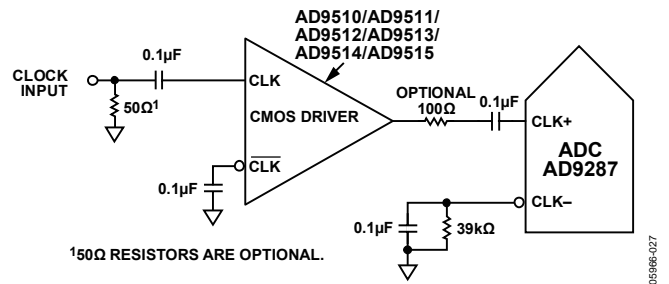 AD9510/AD9511/
AD9512/AD9513/
AD9514/AD9515
0.1µF
CLOCK
INPUT
50Ω¹
CLK
CMOS DRIVER
CLK
0.1µF
OPTIONAL
100Ω
0.1µF
CLK+
ADC
AD9287
CLK–
0.1µF
39kΩ
¹50Ω RESISTORS ARE OPTIONAL.
05966-027